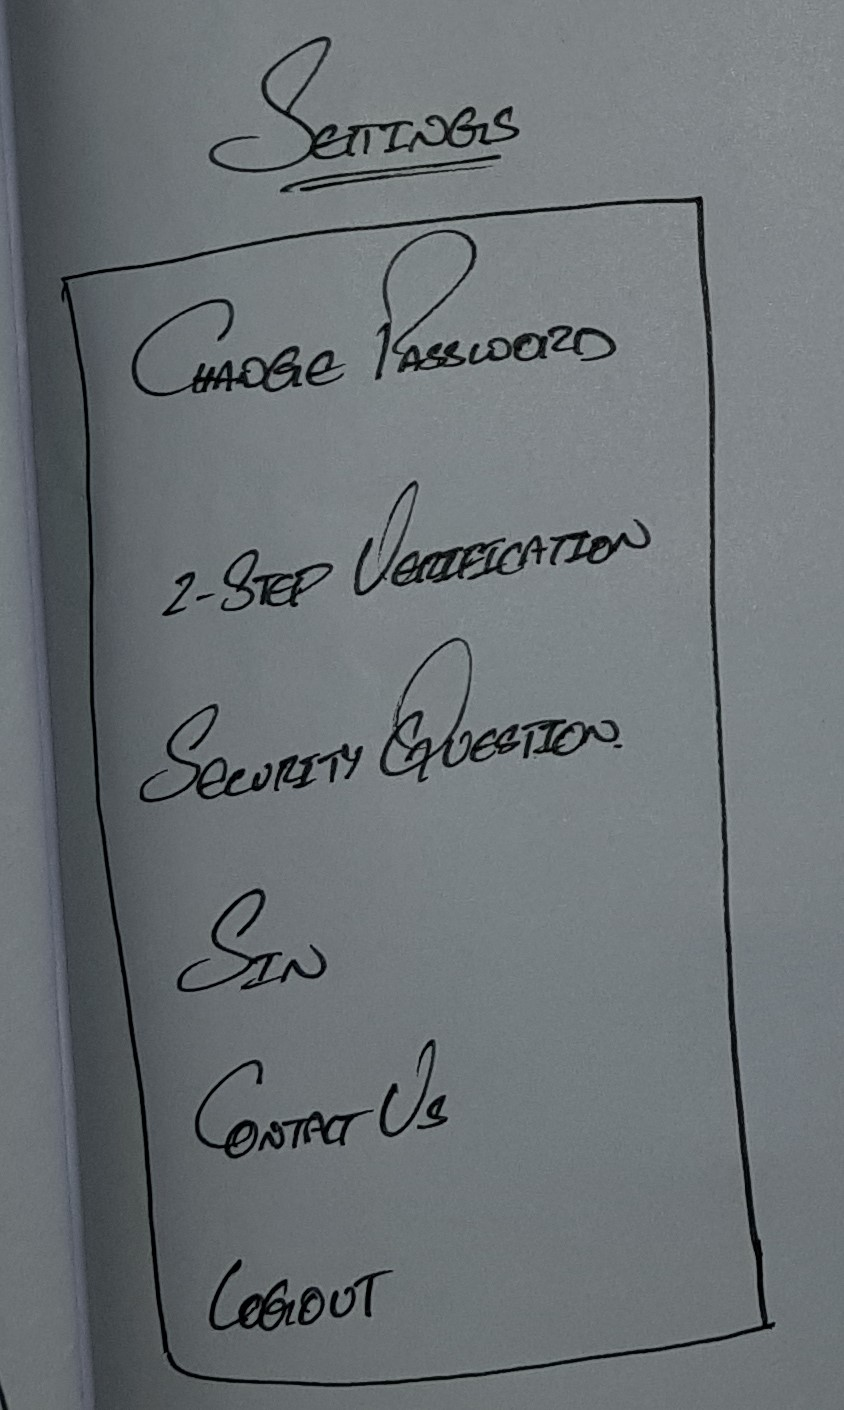 Settings
Change Password
2-Step Verification
Security Question.
Sin
Contact Us
Logout